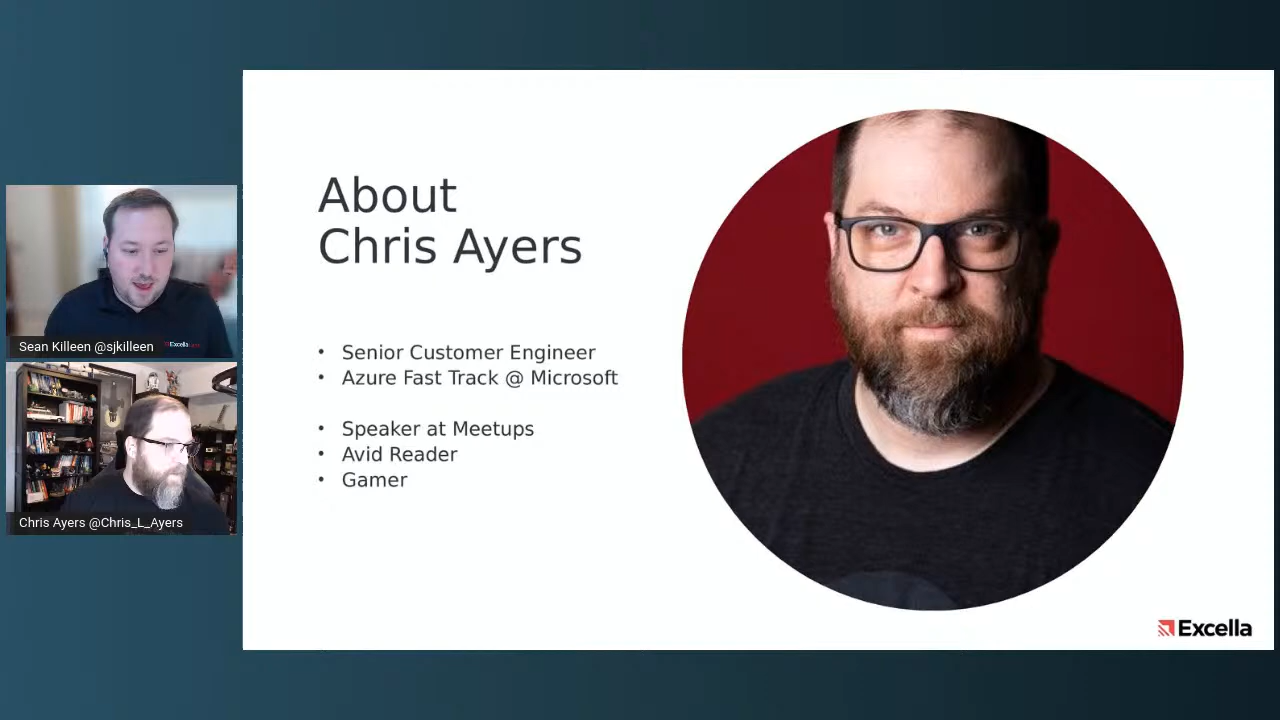 About
Chris Ayers
• Senior Customer Engineer
• Azure Fast Track @ Microsoft
• Speaker at Meetups
• Avid Reader
• Gamer
Excella
Sean Killeen @sjkilleen
Excella
Chris Ayers @Chris_L_Ayers